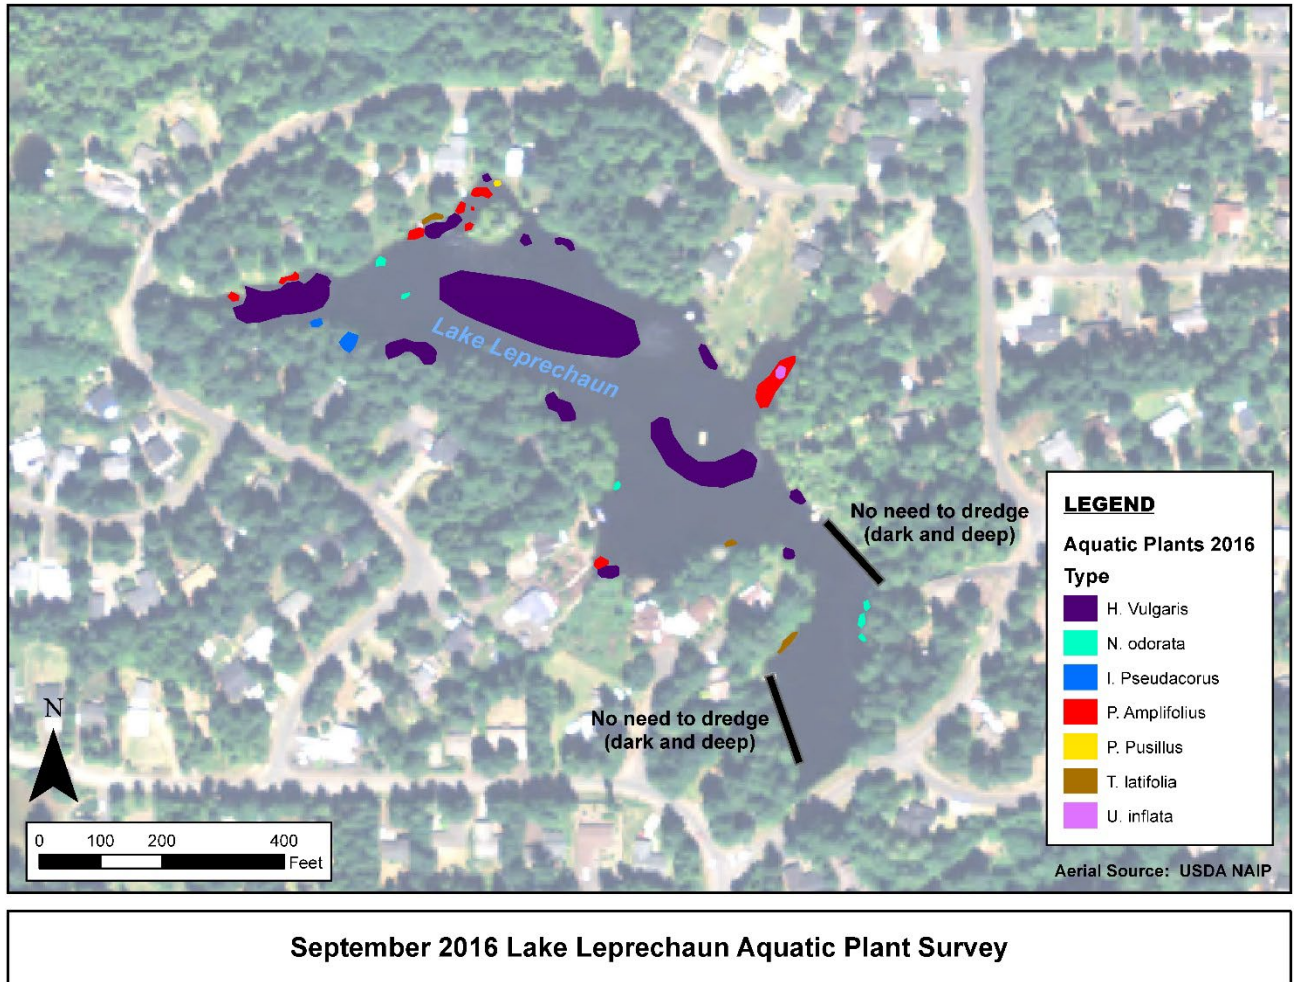 Lake Leprechaun
No need to dredge
(dark and deep)
No need to dredge
(dark and deep)
N
0 100 200 400
Feet
LEGEND
Aquatic Plants 2016
Type
H. Vulgaris
N. odorata
I. Pseudacorus
P. Amplifolius
P. Pusillus
T. latifolia
U. inflata
Aerial Source: USDA NAIP
September 2016 Lake Leprechaun Aquatic Plant Survey